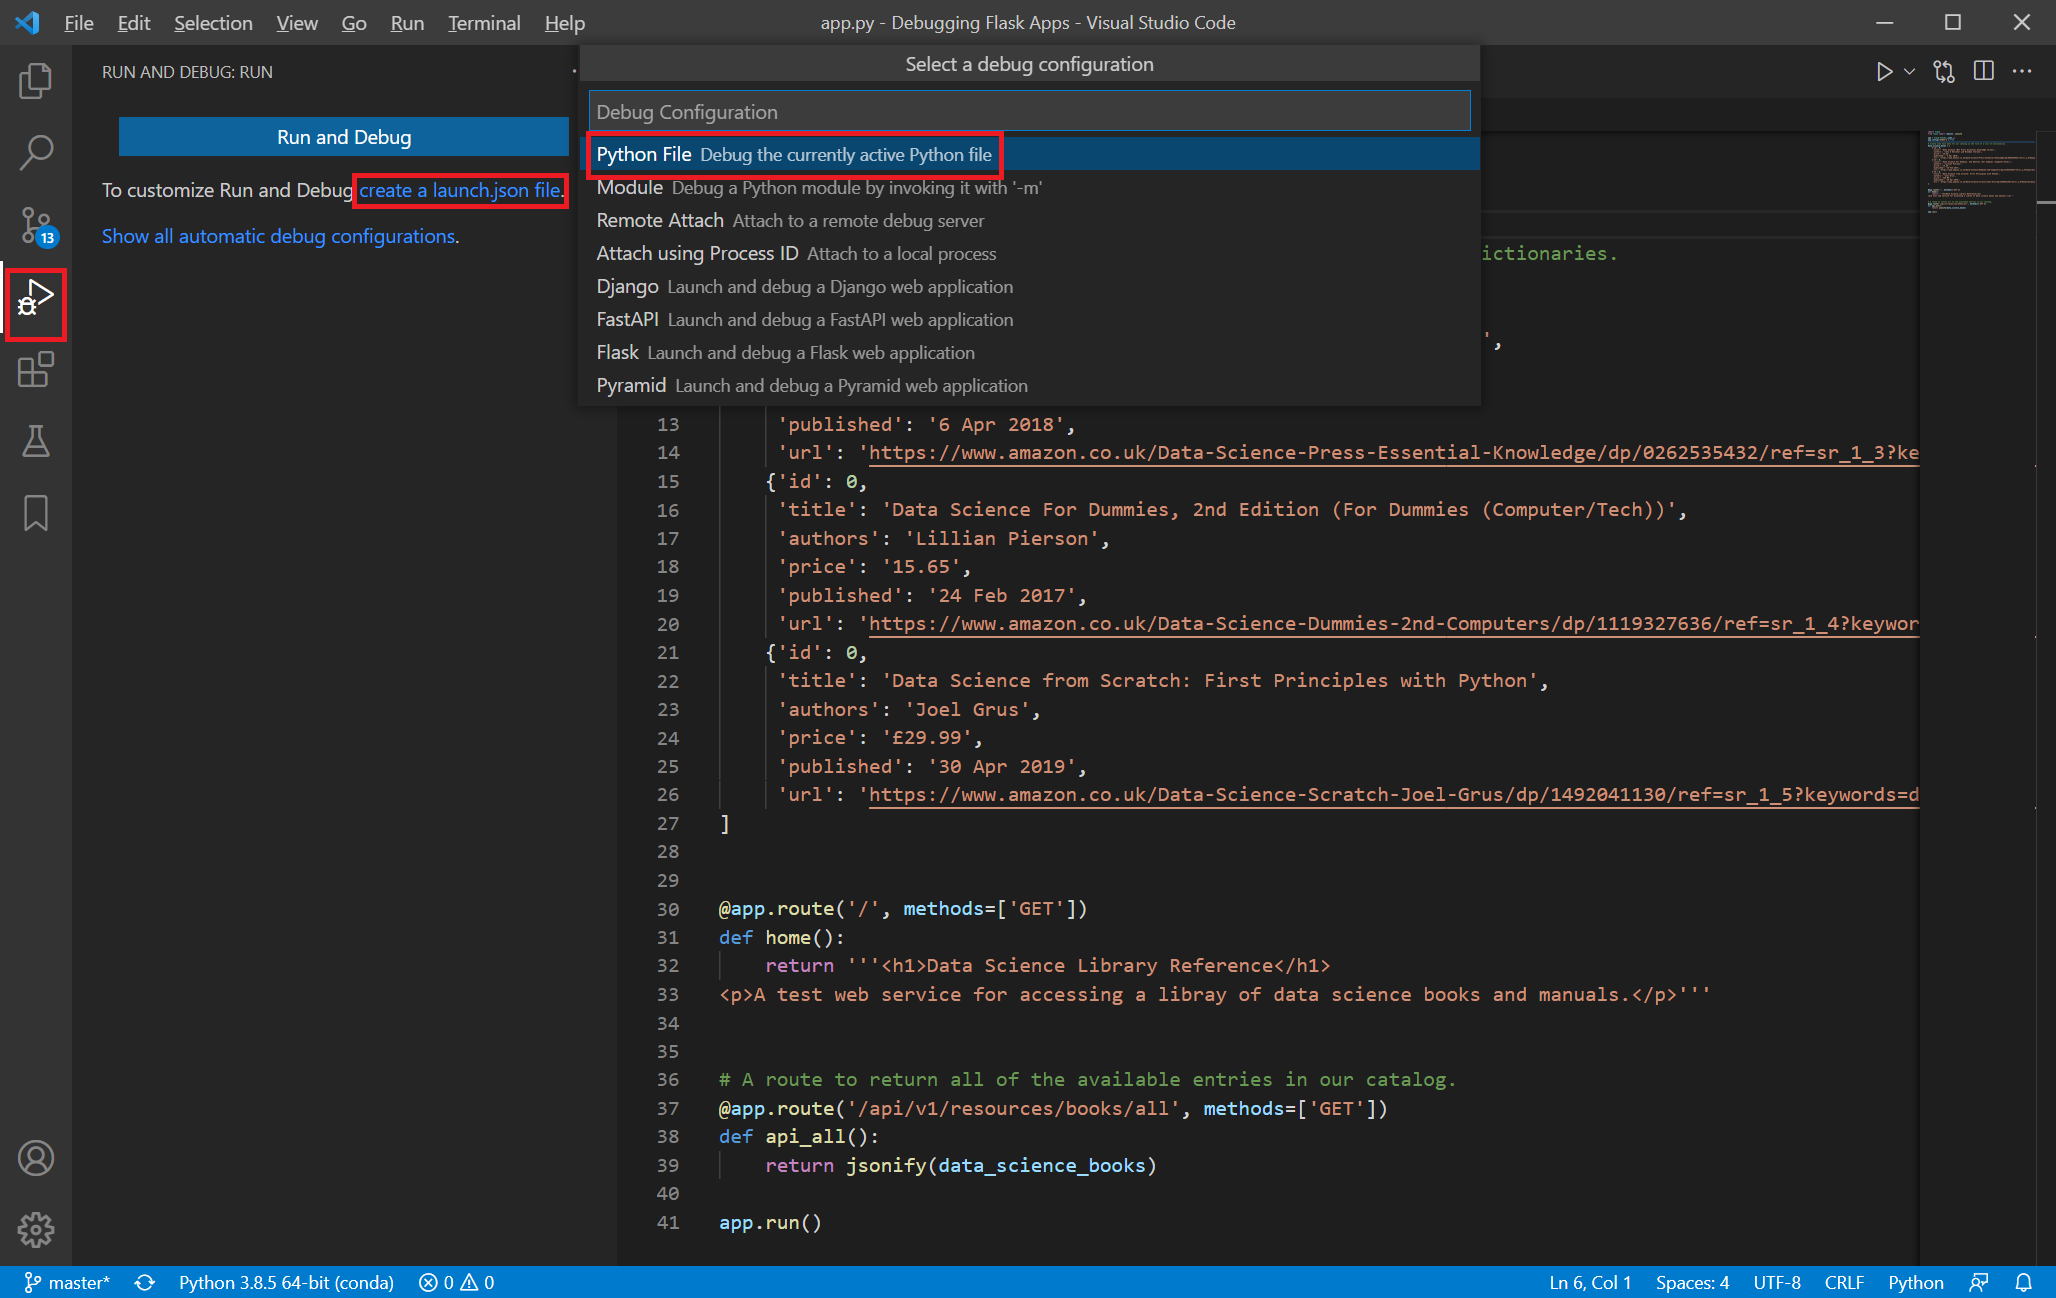 File Edit Selection View Go Run Terminal Help
app.py - Debugging Flask Apps - Visual Studio Code
RUN AND DEBUG: RUN
Run and Debug
To customize Run and Debug create a launch.json file.
Show all automatic debug configurations.
13
Select a debug configuration
Debug Configuration
Python File Debug the currently active Python file
Module Debug a Python module by invoking it with '-m'
Remote Attach Attach to a remote debug server
Attach using Process ID Attach to a local process
Django Launch and debug a Django web application
FastAPI Launch and debug a FastAPI web application
Flask Launch and debug a Flask web application
Pyramid Launch and debug a Pyramid web application
ictionaries.
',
13 'published': '6 Apr 2018',
14 'url': 'https://www.amazon.co.uk/Data-Science-Press-Essential-Knowledge/dp/0262535432/ref=sr_1_3?ke
15 {'id': 0,
16 'title': 'Data Science For Dummies, 2nd Edition (For Dummies (Computer/Tech))',
17 'authors': 'Lillian Pierson',
18 'price': '15.65',
19 'published': '24 Feb 2017',
20 'url': 'https://www.amazon.co.uk/Data-Science-Dummies-2nd-Computers/dp/1119327636/ref=sr_1_4?keywor
21 {'id': 0,
22 'title': 'Data Science from Scratch: First Principles with Python',
23 'authors': 'Joel Grus',
24 'price': '£29.99',
25 'published': '30 Apr 2019',
26 'url': 'https://www.amazon.co.uk/Data-Science-Scratch-Joel-Grus/dp/1492041130/ref=sr_1_5?keywords=d
27 ]
28
29
30 @app.route('/', methods=['GET'])
31 def home():
32 return '''<h1>Data Science Library Reference</h1>
33 <p>A test web service for accessing a libray of data science books and manuals.</p>'''
34
35
36 # A route to return all of the available entries in our catalog.
37 @app.route('/api/v1/resources/books/all', methods=['GET'])
38 def api_all():
39 return jsonify(data_science_books)
40
41 app.run()
master* Python 3.8.5 64-bit (conda) 0 0
Ln 6, Col 1 Spaces: 4 UTF-8 CRLF Python